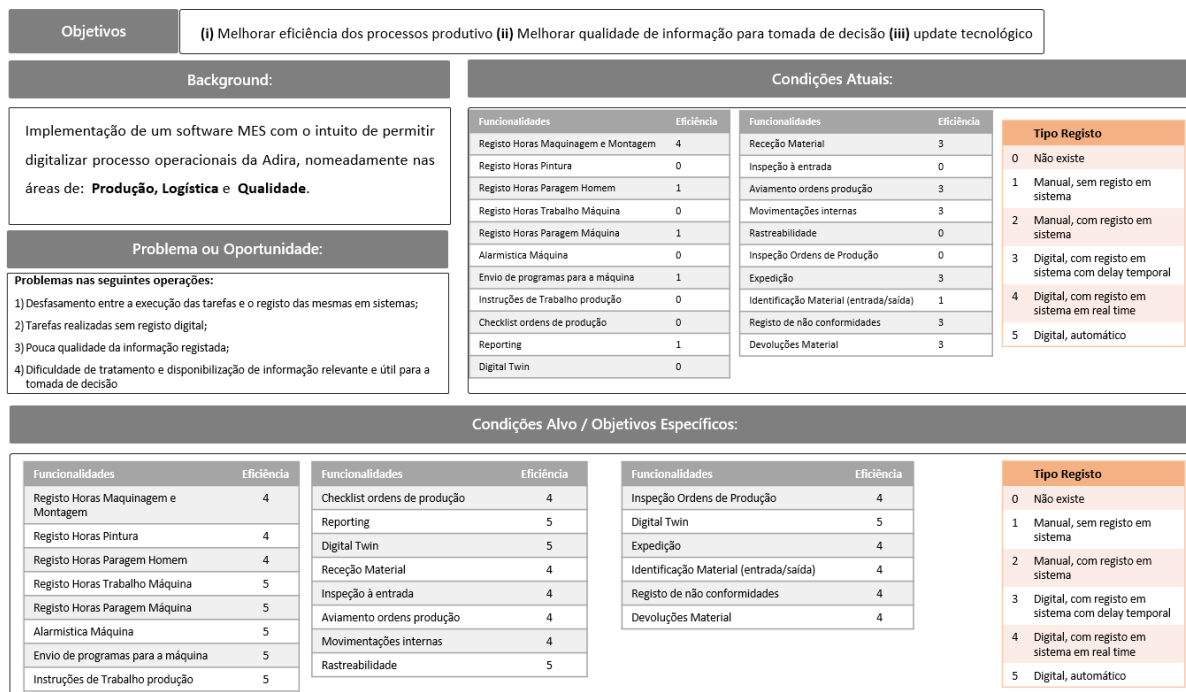 Objetivos
(i) Melhorar eficiência dos processos produtivo (ii) Melhorar qualidade de informação para tomada de decisão (iii) update tecnológico
Background:
Implementação de um software MES com o intuito de permitir
digitalizar processo operacionais da Adira, nomeadamente nas
áreas de: Produção, Logística e Qualidade.
Problema ou Oportunidade:
Problemas nas seguintes operações:
1) Desfasamento entre a execução das tarefas e o registo das mesmas em sistemas;
2) Tarefas realizadas sem registo digital;
3) Pouca qualidade da informação registada;
4) Dificuldade de tratamento e disponibilização de informação relevante e útil para a
tomada de decisão
Condições Atuais:
Funcionalidades Eficiência
Registo Horas Maquinagem e Montagem 4
Registo Horas Pintura 0
Registo Horas Paragem Homem 1
Registo Horas Trabalho Máquina 0
Registo Horas Paragem Máquina 1
Alarmistica Máquina 0
Envio de programas para a máquina 1
Instruções de Trabalho produção 0
Checklist ordens de produção 0
Reporting 1
Digital Twin 0
Funcionalidades Eficiência
Receção Material 3
Inspeção à entrada 0
Aviamento ordens produção 3
Movimentações internas 3
Rastreabilidade 0
Inspeção Ordens de Produção 0
Expedição 3
Identificação Material (entrada/saída) 1
Registo de não conformidades 3
Devoluções Material 3
Tipo Registo
0 Não existe
1 Manual, sem registo em
sistema
2 Manual, com registo em
sistema
3 Digital, com registo em
sistema com delay temporal
4 Digital, com registo em
sistema em real time
5 Digital, automático
Condições Alvo / Objetivos Específicos:
Funcionalidades Eficiência
Registo Horas Maquinagem e
Montagem 4
Registo Horas Pintura 4
Registo Horas Paragem Homem 4
Registo Horas Trabalho Máquina 5
Registo Horas Paragem Máquina 5
Alarmistica Máquina 5
Envio de programas para a máquina 5
Instruções de Trabalho produção 5
Funcionalidades Eficiência
Checklist ordens de produção 4
Reporting 5
Digital Twin 5
Receção Material 4
Inspeção à entrada 4
Aviamento ordens produção 4
Movimentações internas 4
Rastreabilidade 5
Funcionalidades Eficiência
Inspeção Ordens de Produção 4
Digital Twin 5
Expedição 4
Identificação Material (entrada/saída) 4
Registo de não conformidades 4
Devoluções Material 4
Tipo Registo
0 Não existe
1 Manual, sem registo em
sistema
2 Manual, com registo em
sistema
3 Digital, com registo em
sistema com delay temporal
4 Digital, com registo em
sistema em real time
5 Digital, automático